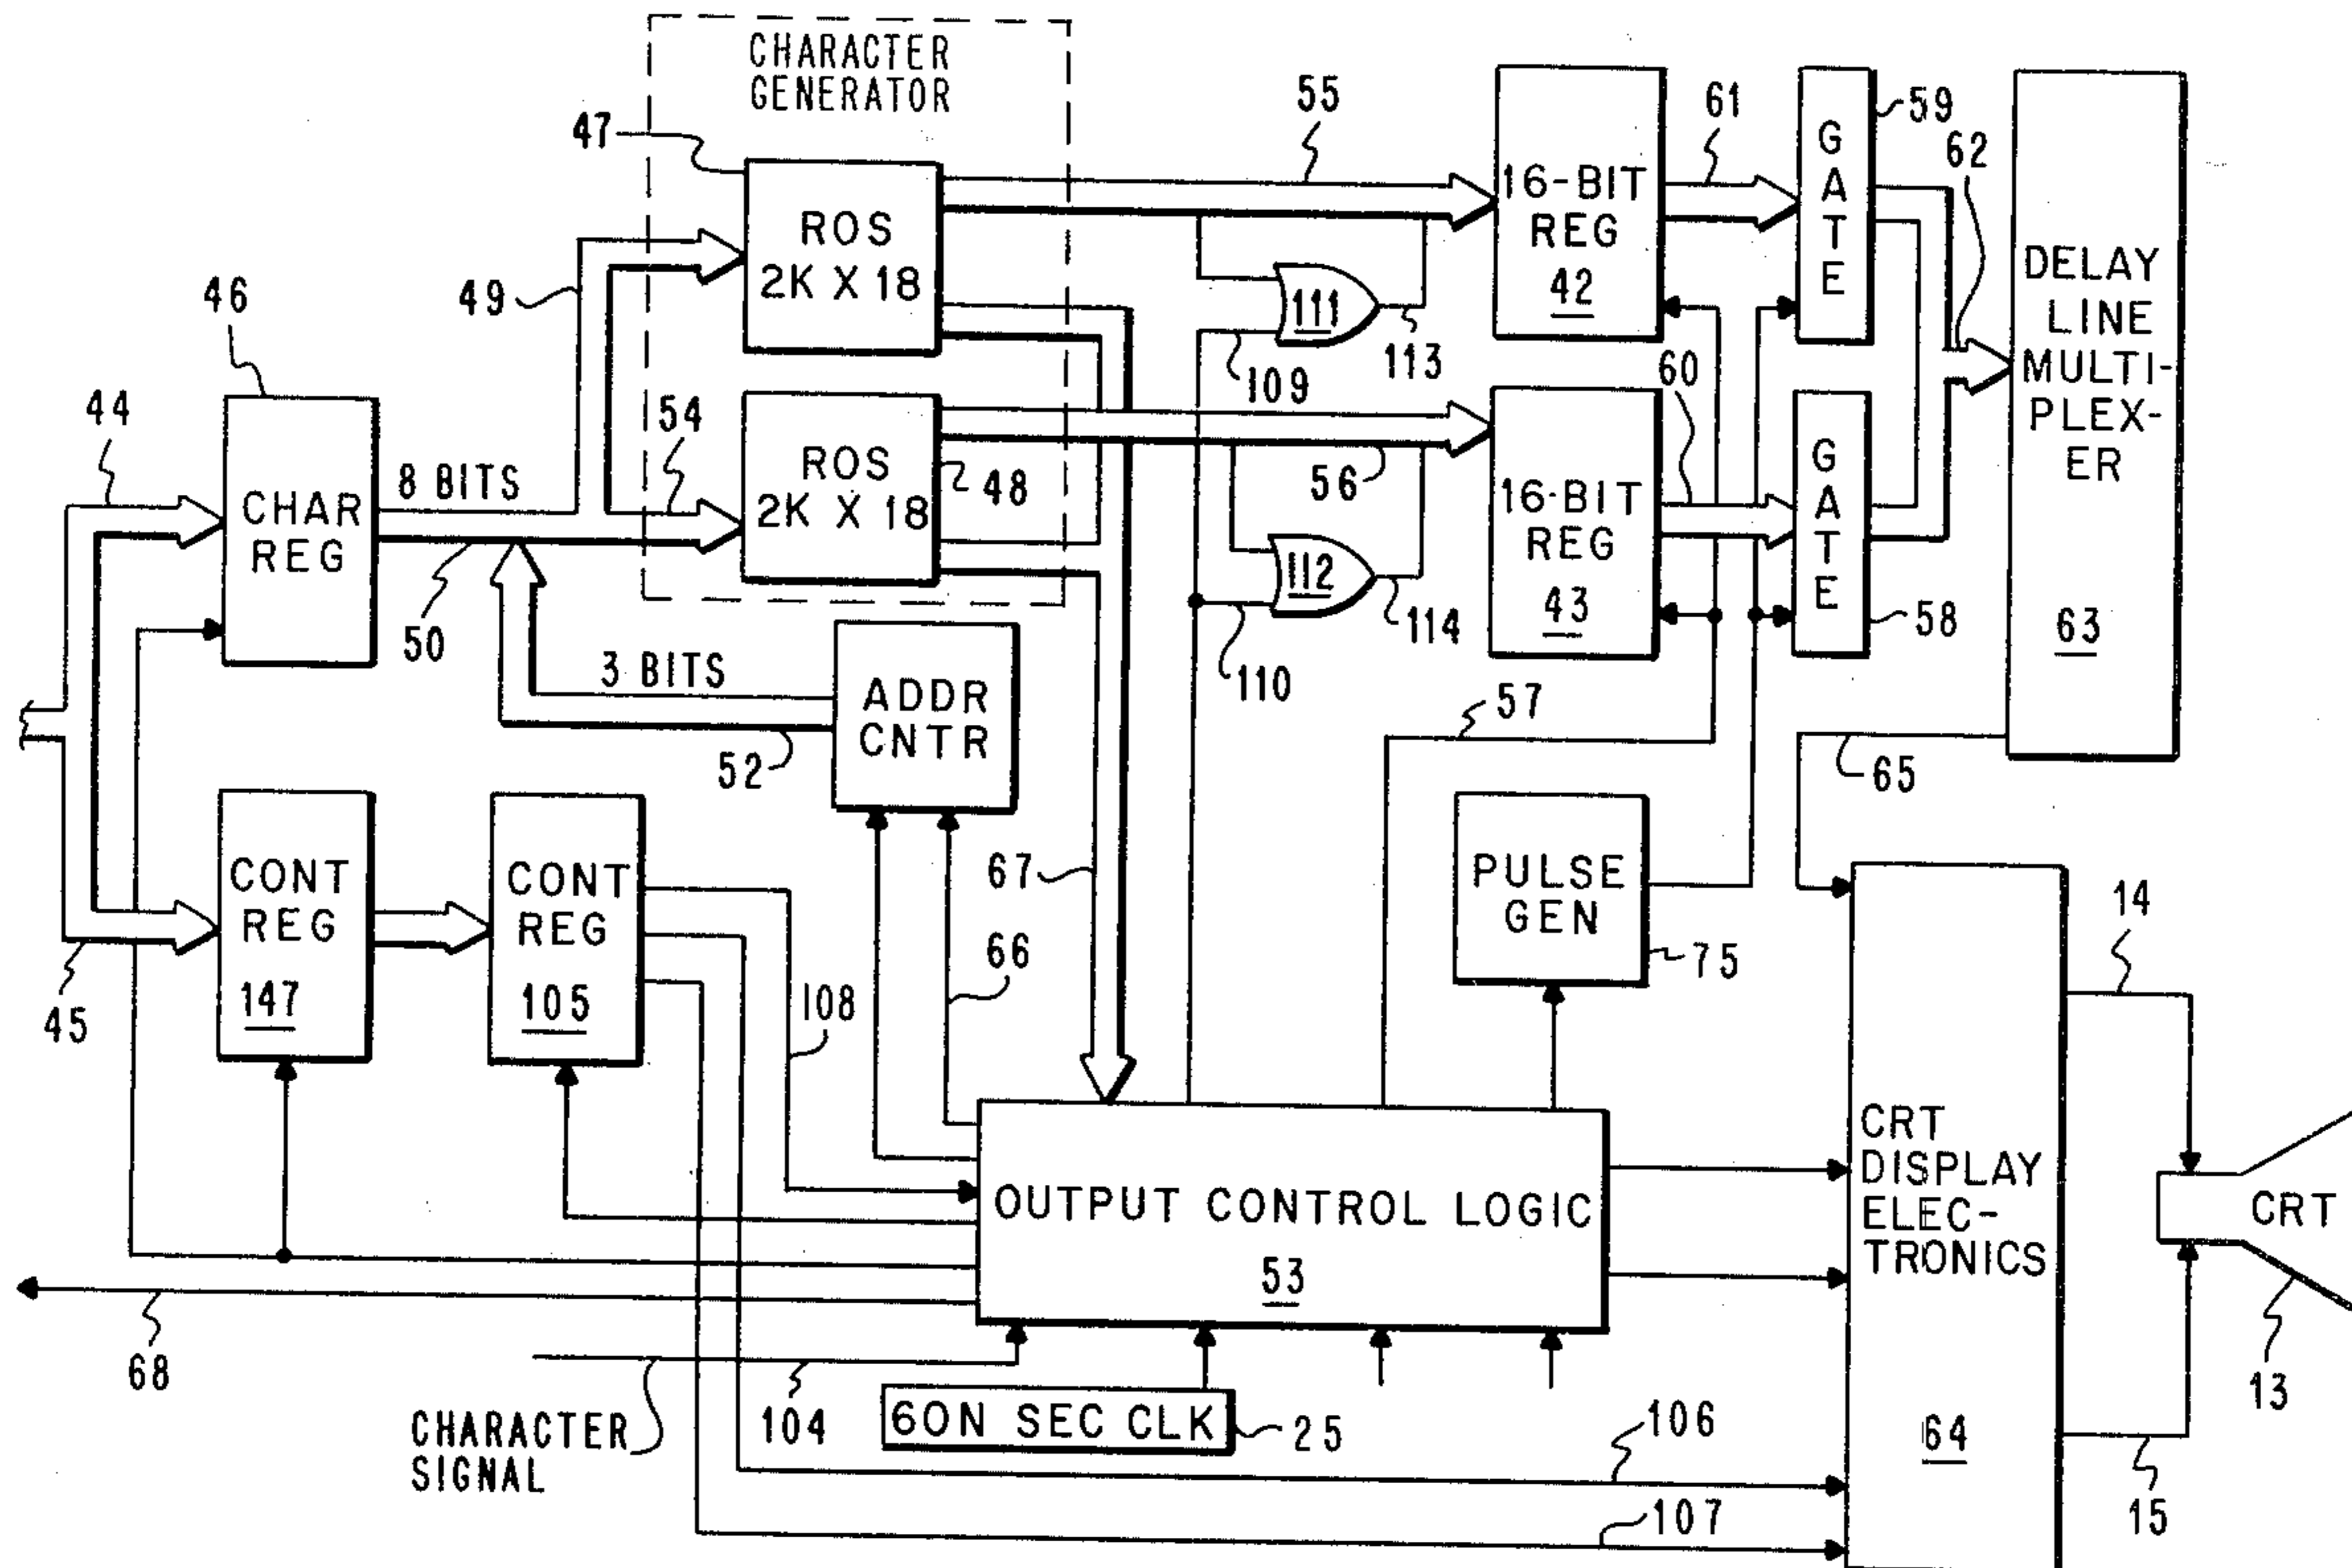 CHARACTER
GENERATOR
47
ROS
2K X 18
55
16-BIT
REG
42
61
GATE
59
62
DELAY
LINE
MULTI-
PLEX-
ER
63
49
46
44
8 BITS
CHAR
REG
50
54
ROS
2K X 18
48
111
109
113
56
112
110
114
60
16-BIT
REG
43
GATE
58
3 BITS
ADDR
CNTR
52
57
65
CONT
REG
147
45
CONT
REG
105
108
67
66
PULSE
GEN
75
14
CRT
DISPLAY
ELEC-
TRONICS
64
CRT
13
15
OUTPUT CONTROL LOGIC
53
68
CHARACTER
SIGNAL
104
60N SEC CLK
25
106
107